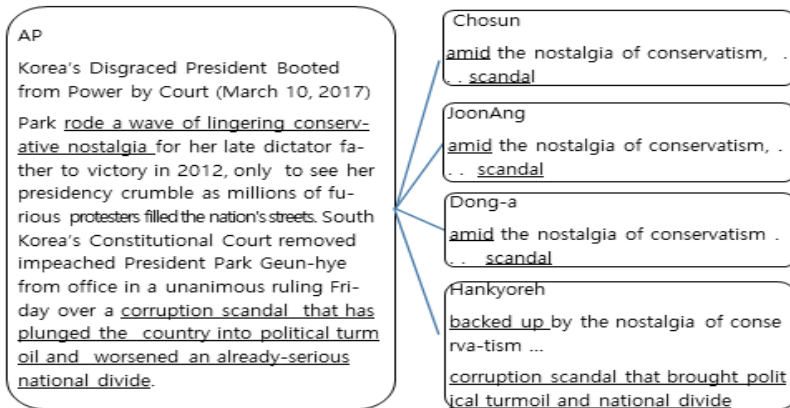 AP
Korea's Disgraced President Booted
from Power by Court (March 10, 2017)
Park rode a wave of lingering conserv-
ative nostalgia for her late dictator fa-
ther to victory in 2012, only to see her
presidency crumble as millions of fu-
rious protesters filled the nation's streets. South
Korea's Constitutional Court removed
impeached President Park Geun-hye
from office in a unanimous ruling Fri-
day over a corruption scandal that has
plunged the country into political turm
oil and worsened an already-serious
national divide.
Chosun
amid the nostalgia of conservatism, .
. . scandal
JoonAng
amid the nostalgia of conservatism, .
. . scandal
Dong-a
amid the nostalgia of conservatism .
. . scandal
Hankyoreh
backed up by the nostalgia of conse
rva-tism ...
corruption scandal that brought polit
ical turmoil and national divide